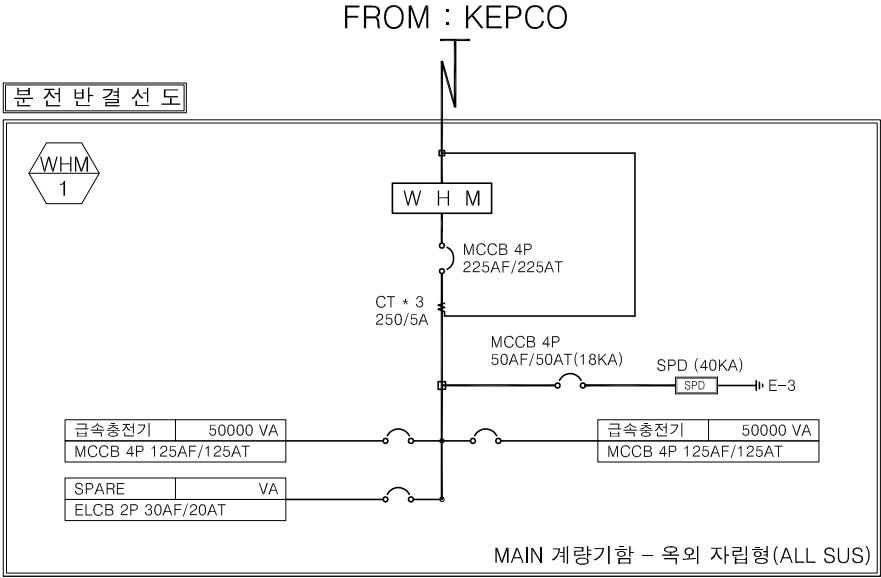 FROM : KEPCO
분 전 반 결 선 도
WHM
1
W H M
MCCB 4P
225AF/225AT
CT * 3
250/5A
MCCB 4P
50AF/50AT(18KA)
SPD (40KA)
SPD
E-3
급속충전기 50000 VA
MCCB 4P 125AF/125AT
급속충전기 50000 VA
MCCB 4P 125AF/125AT
SPARE VA
ELCB 2P 30AF/20AT
MAIN 계량기함 - 옥외 자립형(ALL SUS)